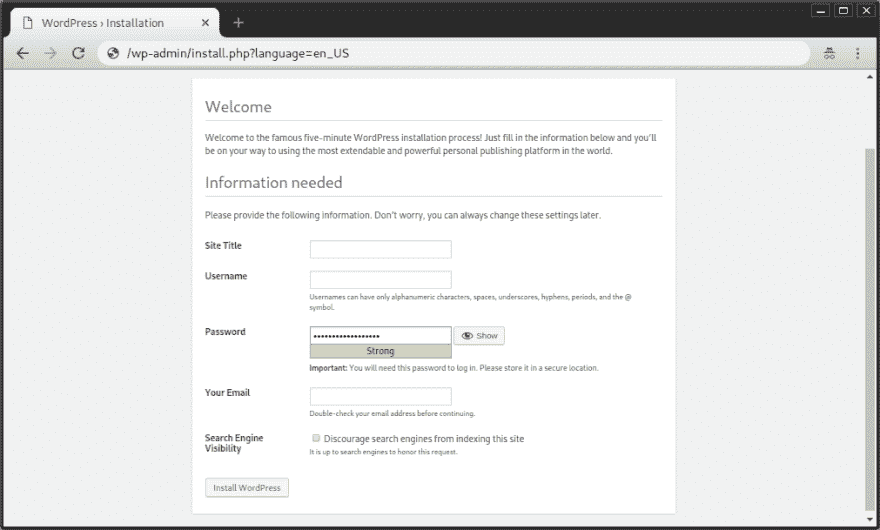 WordPress › Installation
/wp-admin/install.php?language=en_US
Welcome
Welcome to the famous five-minute WordPress installation process! Just fill in the information below and you'll
be on your way to using the most extendable and powerful personal publishing platform in the world.
Information needed
Please provide the following information. Don't worry, you can always change these settings later.
Site Title
Username
Usernames can have only alphanumeric characters, spaces, underscores, hyphens, periods, and the @
symbol.
Password
••••••••••••••••••
Show
Strong
Important: You will need this password to log in. Please store it in a secure location.
Your Email
Double-check your email address before continuing.
Search Engine
Visibility
Discourage search engines from indexing this site
It is up to search engines to honor this request.
Install WordPress